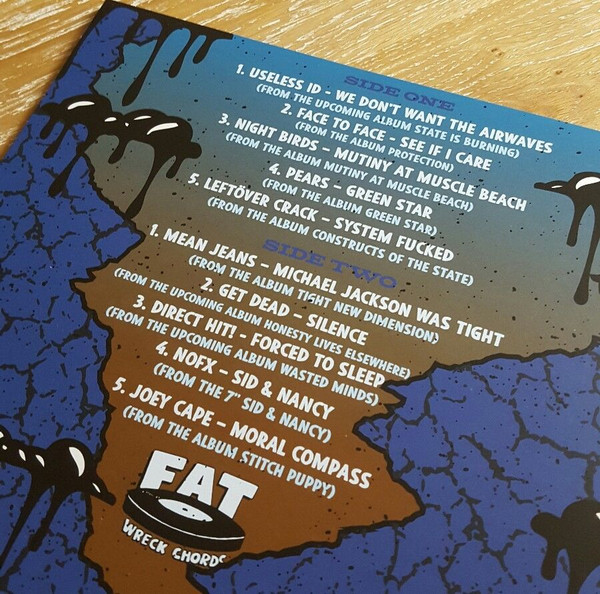 SIDE ONE
1. USELESS ID – WE DON'T WANT THE AIRWAVES
(FROM THE UPCOMING ALBUM STATE IS BURNING)
2. FACE TO FACE – SEE IF I CARE
(FROM THE ALBUM PROTECTION)
3. NIGHT BIRDS – MUTINY AT MUSCLE BEACH
(FROM THE ALBUM MUTINY AT MUSCLE BEACH)
4. PEARS – GREEN STAR
(FROM THE ALBUM GREEN STAR)
5. LEFTÖVER CRACK – SYSTEM FUCKED
(FROM THE ALBUM CONSTRUCTS OF THE STATE)
SIDE TWO
1. MEAN JEANS – MICHAEL JACKSON WAS TIGHT
(FROM THE ALBUM TIGHT NEW DIMENSION)
2. GET DEAD – SILENCE
(FROM THE UPCOMING ALBUM HONESTY LIVES ELSEWHERE)
3. DIRECT HIT! – FORCED TO SLEEP
(FROM THE UPCOMING ALBUM WASTED MINDS)
4. NOFX – SID & NANCY
(FROM THE 7" SID & NANCY)
5. JOEY CAPE – MORAL COMPASS
(FROM THE ALBUM STITCH PUPPY)
FAT
WRECK CHORDS